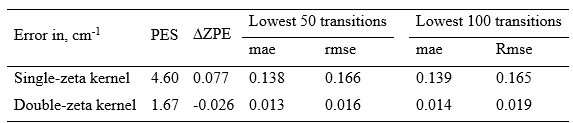 Lowest 50 transitions Lowest 100 transitions
Error in, cm-1 PES ΔZPE
mae rmse mae Rmse
Single-zeta kernel 4.60 0.077 0.138 0.166 0.139 0.165
Double-zeta kernel 1.67 -0.026 0.013 0.016 0.014 0.019